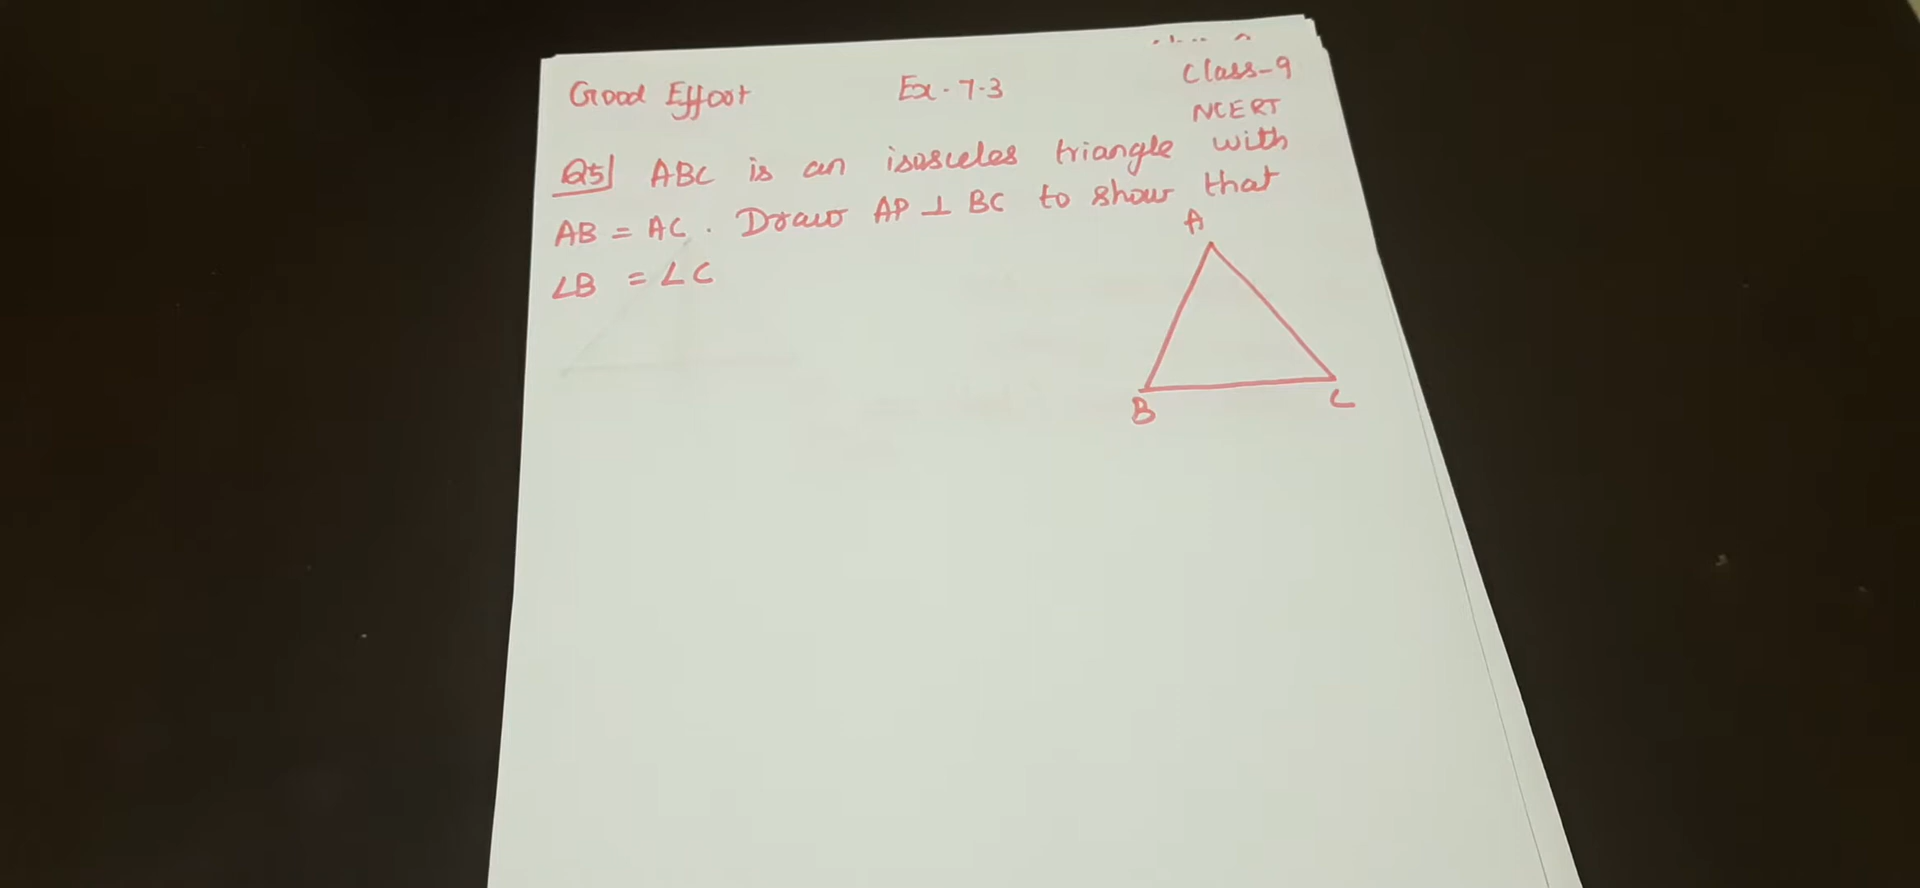 Good Effort
Ex. 7.3
Class-9
NCERT
Q5 ABC is an isosceles triangle with
AB = AC. Draw AP ⊥ BC to show that
∠B = ∠C
A
B
C